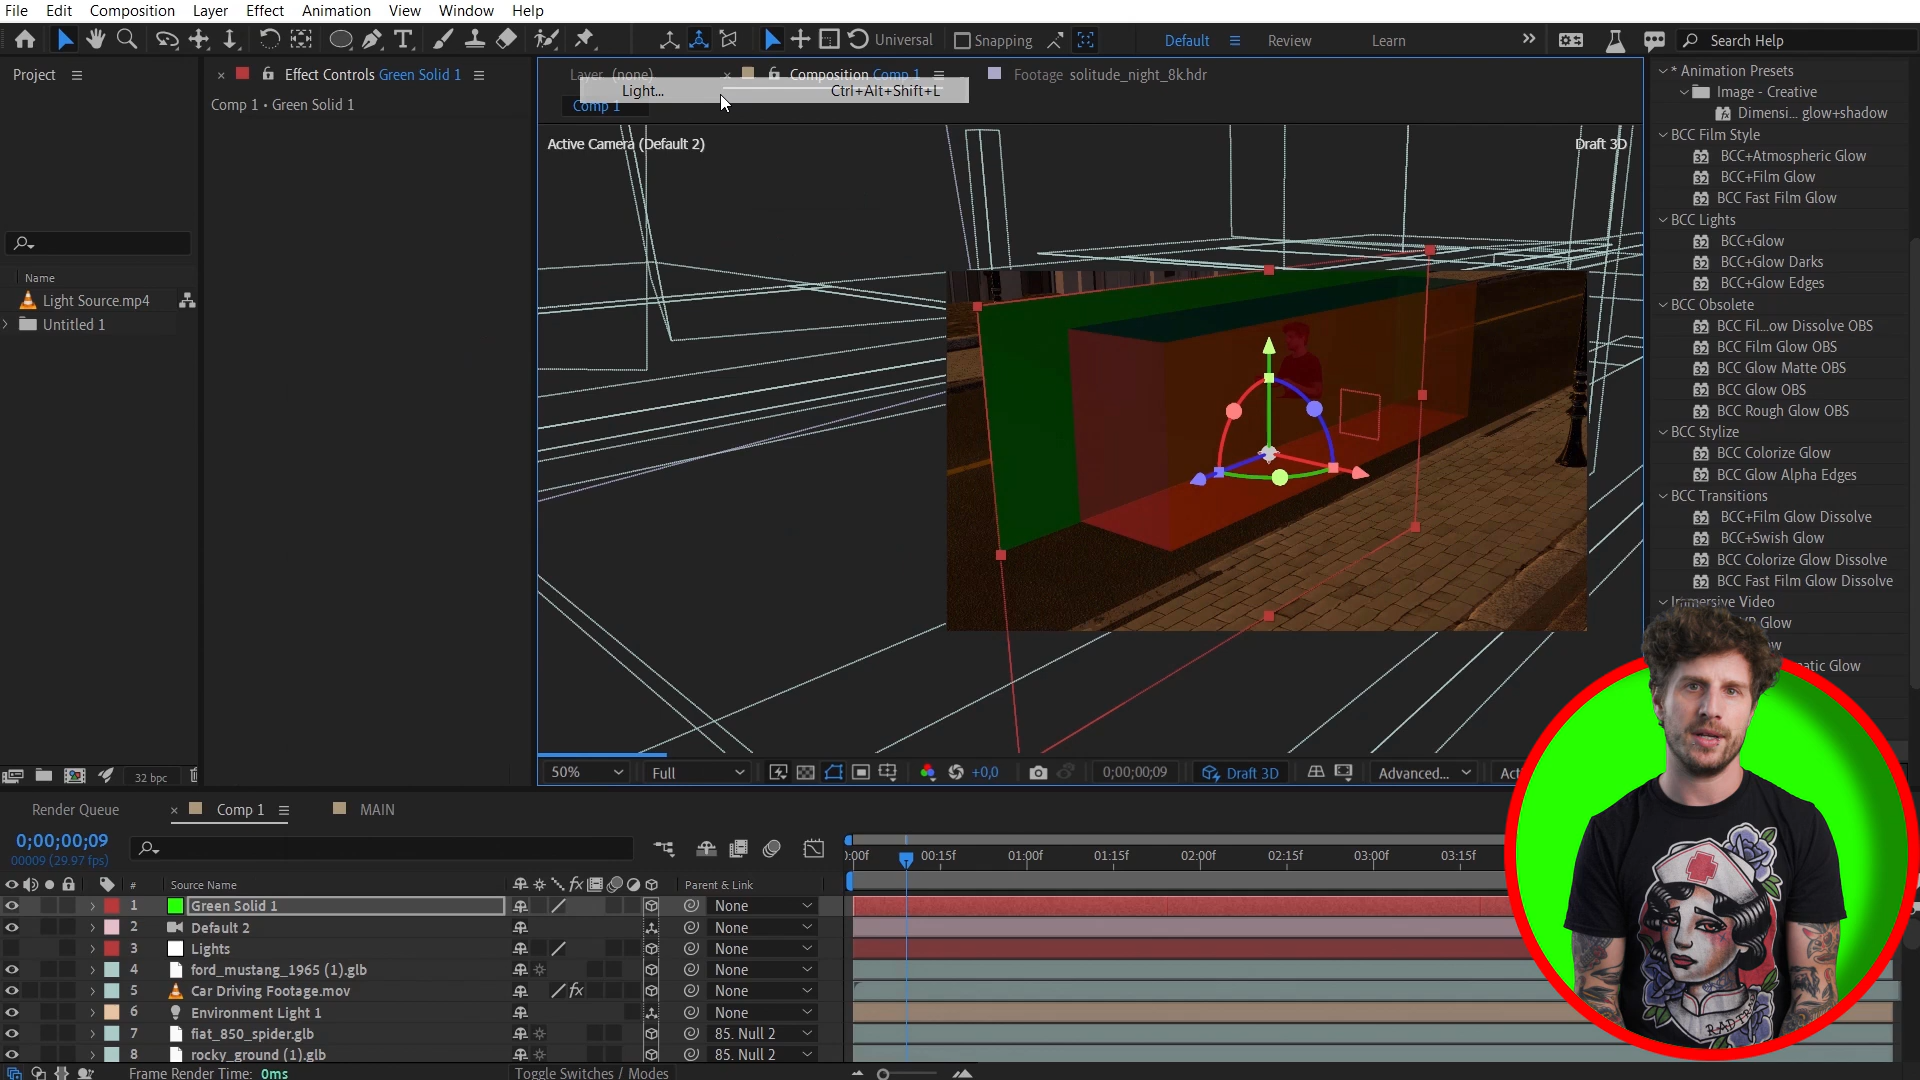 File Edit Composition Layer Effect Animation View Window Help
Universal Snapping Default Review Learn Search Help
Project
Effect Controls Green Solid 1
Layer (none) Composition Comp 1 Footage solitude_night_8k.hdr
Light... Ctrl+Alt+Shift+L
Comp 1 • Green Solid 1
Comp 1
Active Camera (Default 2) Draft 3D
* Animation Presets
Image - Creative
Dimensi... glow+shadow
BCC Film Style
BCC+Atmospheric Glow
BCC+Film Glow
BCC Fast Film Glow
BCC Lights
BCC+Glow
BCC+Glow Darks
BCC+Glow Edges
BCC Obsolete
BCC Fil...ow Dissolve OBS
BCC Film Glow OBS
BCC Glow Matte OBS
BCC Glow OBS
BCC Rough Glow OBS
BCC Stylize
BCC Colorize Glow
BCC Glow Alpha Edges
BCC Transitions
BCC+Film Glow Dissolve
BCC+Swish Glow
BCC Colorize Glow Dissolve
BCC Fast Film Glow Dissolve
Immersive Video
Glow
Glow
Name
Light Source.mp4
Untitled 1
32 bpc
50% Full +0,0 0;00;00;09 Draft 3D Advanced...
Render Queue Comp 1 MAIN
0;00;00;09
00009 (29.97 fps)
00:15f 01:00f 01:15f 02:00f 02:15f 03:00f 03:15f
# Source Name Parent & Link
1 Green Solid 1 None
2 Default 2 None
3 Lights None
4 ford_mustang_1965 (1).glb None
5 Car Driving Footage.mov None
6 Environment Light 1 None
7 fiat_850_spider.glb 85. Null 2
8 rocky_ground (1).glb 85. Null 2
Frame Render Time: 0ms Toggle Switches / Modes